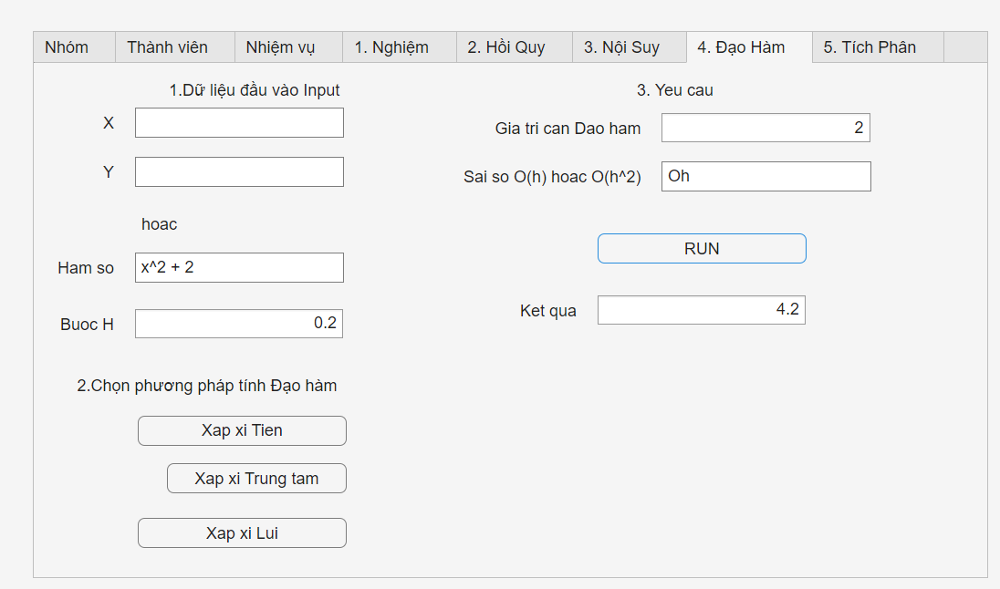 Nhóm Thành viên Nhiệm vụ 1. Nghiệm 2. Hồi Quy 3. Nội Suy 4. Đạo Hàm 5. Tích Phân
1.Dữ liệu đầu vào Input
X
Y
hoac
Ham so x^2 + 2
Buoc H 0.2
2.Chọn phương pháp tính Đạo hàm
Xap xi Tien
Xap xi Trung tam
Xap xi Lui
3. Yeu cau
Gia tri can Dao ham 2
Sai so O(h) hoac O(h^2) Oh
RUN
Ket qua 4.2